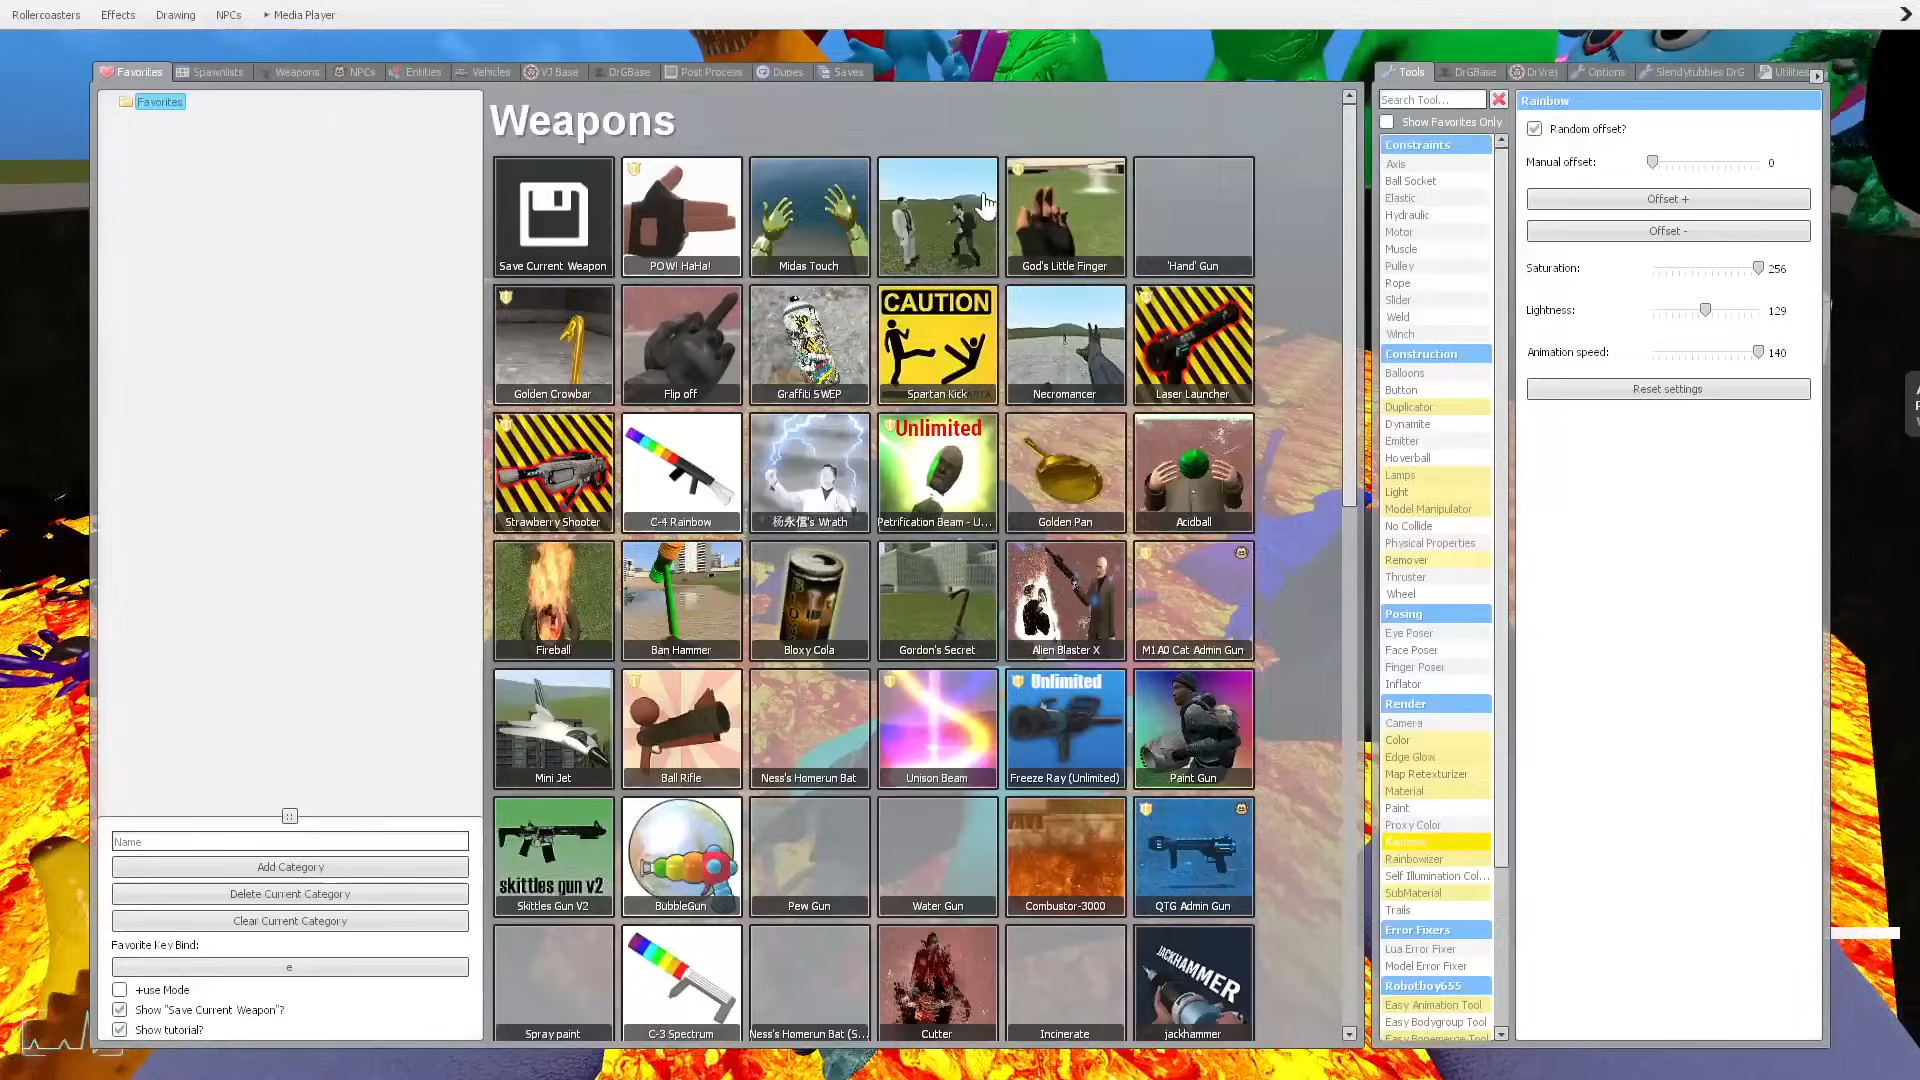 Rollercoasters Effects Drawing NPCs Media Player
Favorites Spawnlists Weapons NPCs Entities Vehicles VJ Base DrGBase Post Process Dupes Saves
Favorites
Name
Add Category
Delete Current Category
Clear Current Category
Favorite Key Bind:
e
+use Mode
Show "Save Current Weapon"?
Show tutorial?
Weapons
Save Current Weapon
POW! HaHa!
Midas Touch
God's Little Finger
'Hand' Gun
Golden Crowbar
Flip off
Graffiti SWEP
CAUTION
Spartan Kick
Necromancer
Laser Launcher
Strawberry Shooter
C-4 Rainbow
杨永信's Wrath
Unlimited
Petrification Beam - U...
Golden Pan
Acidball
Fireball
Ban Hammer
Bloxy Cola
Gordon's Secret
Alien Blaster X
M1A0 Cat Admin Gun
Mini Jet
Ball Rifle
Ness's Homerun Bat
Unison Beam
Unlimited
Freeze Ray (Unlimited)
Paint Gun
skittles gun v2
Skittles Gun V2
BubbleGun
Pew Gun
Water Gun
Combustor-3000
QTG Admin Gun
Spray paint
C-3 Spectrum
Ness's Homerun Bat (S...
Cutter
Incinerate
JACKHAMMER
jackhammer
Tools DrGBase DrVrej Options Slendytubbies DrG Utilities
Search Tool...
Show Favorites Only
Constraints
Axis
Ball Socket
Elastic
Hydraulic
Motor
Muscle
Pulley
Rope
Slider
Weld
Winch
Construction
Balloons
Button
Duplicator
Dynamite
Emitter
Hoverball
Lamps
Light
Model Manipulator
No Collide
Physical Properties
Remover
Thruster
Wheel
Posing
Eye Poser
Face Poser
Finger Poser
Inflator
Render
Camera
Color
Edge Glow
Map Retexturizer
Material
Paint
Proxy Color
Rainbow
Rainbowizer
Self Illumination Col...
SubMaterial
Trails
Error Fixers
Lua Error Fixer
Model Error Fixer
Robotboy655
Easy Animation Tool
Easy Bodygroup Tool
Easy Bonemerge Tool
Rainbow
Random offset?
Manual offset: 0
Offset +
Offset -
Saturation: 256
Lightness: 129
Animation speed: 140
Reset settings